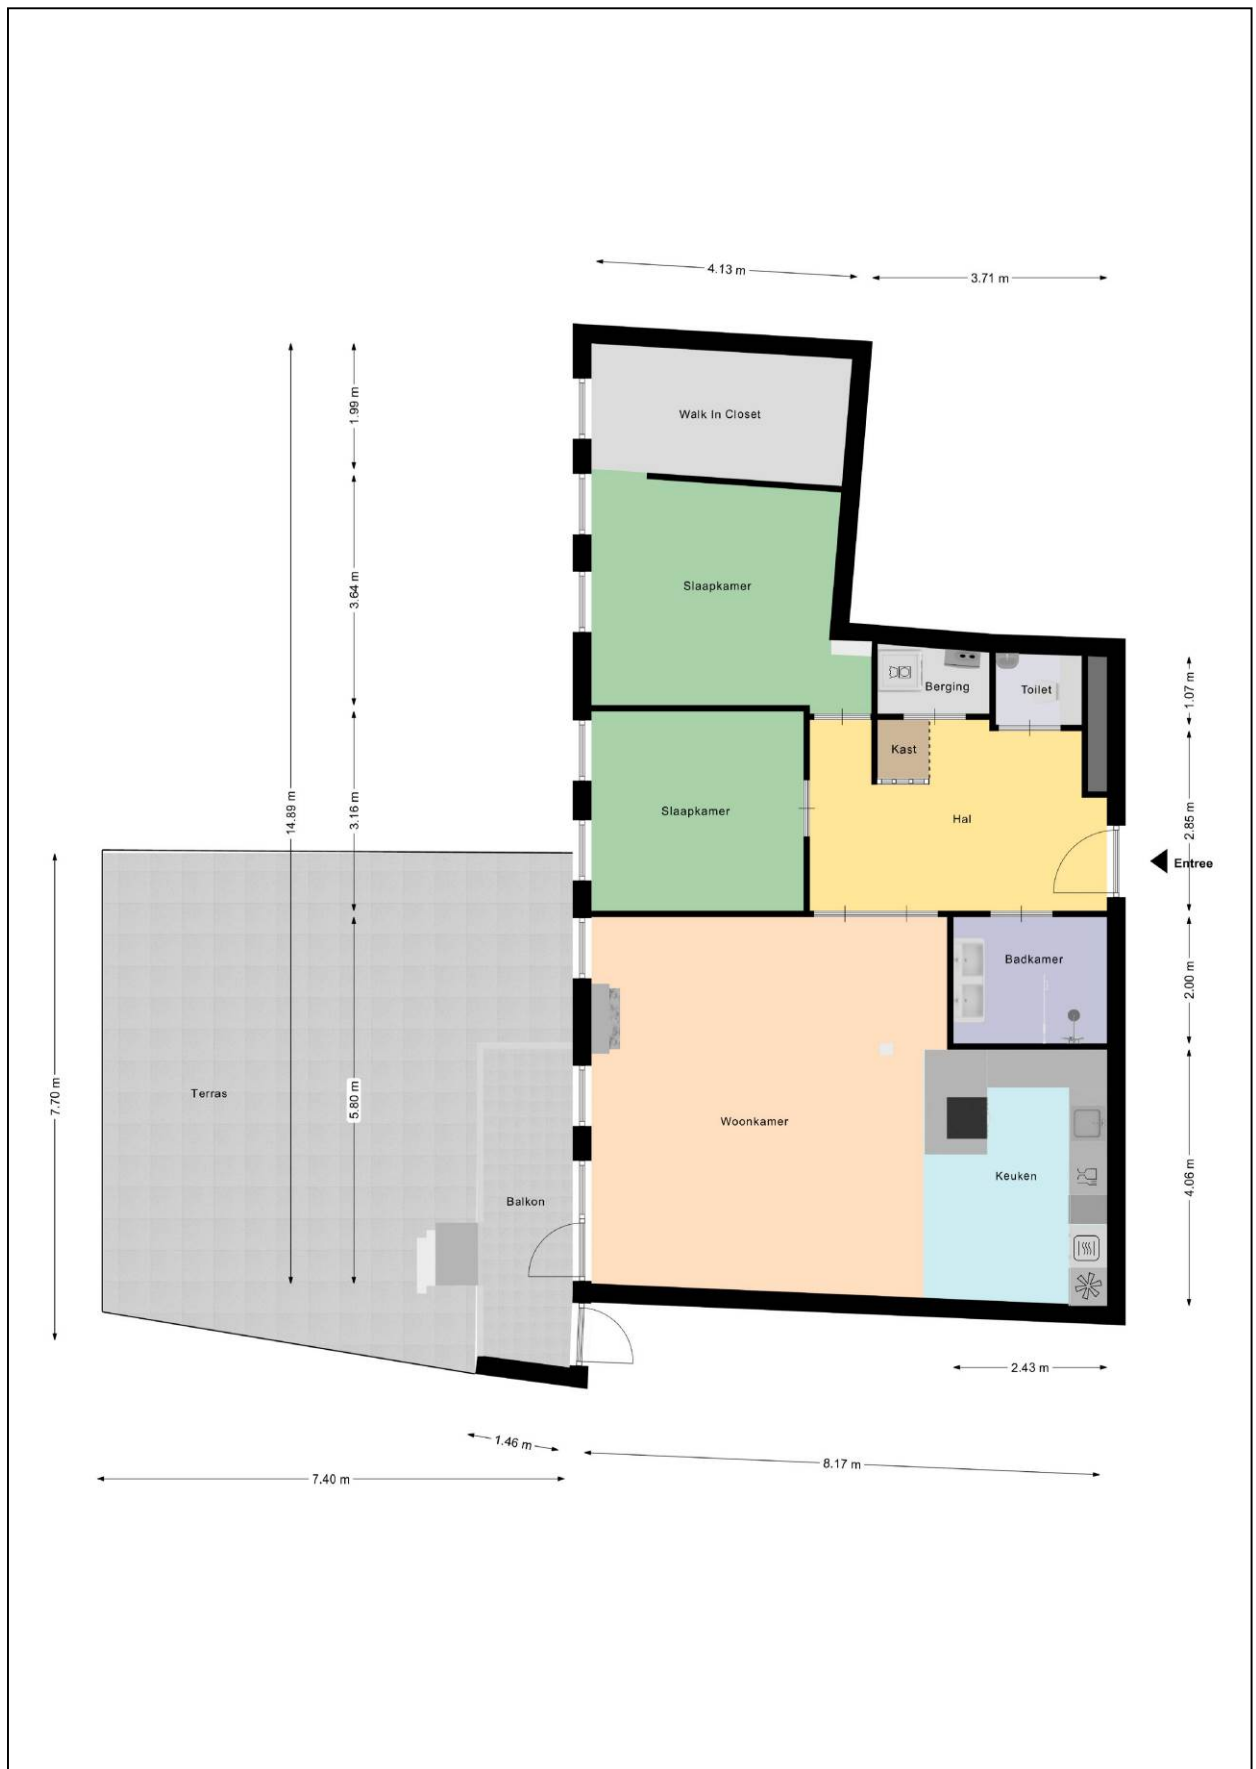 4.13 m
3.71 m
1.99 m
Walk In Closet
3.64 m
Slaapkamer
1.07 m
Berging
Toilet
Kast
14.89 m
3.16 m
Slaapkamer
Hal
2.85 m
Entree
Badkamer
2.00 m
7.70 m
Terras
5.80 m
Woonkamer
Keuken
4.06 m
Balkon
2.43 m
1.46 m
8.17 m
7.40 m